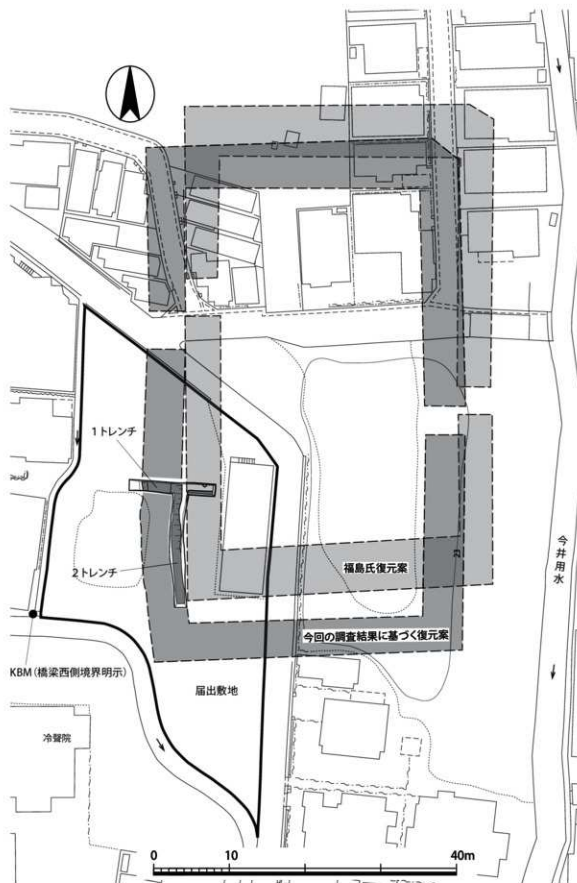 1トレンチ
2トレンチ
福島氏復元案
今回の調査結果に基づく復元案
23
今井用水
KBM（橋梁西側境界明示）
届出敷地
冷聲院
0 10 40m